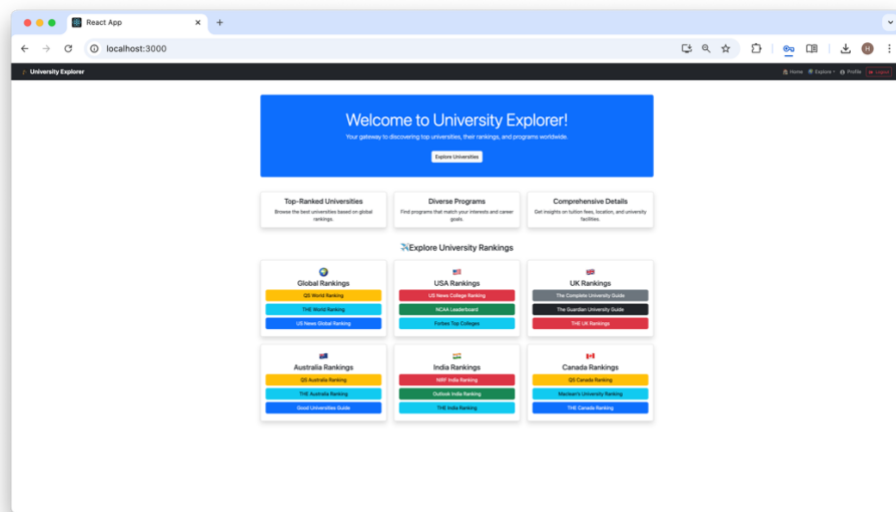 React App
localhost:3000
H
University Explorer
Home
Explore
Profile
Logout
Welcome to University Explorer!
Your gateway to discovering top universities, their rankings, and programs worldwide.
Explore Universities
Top-Ranked Universities
Browse the best universities based on global
rankings.
Diverse Programs
Find programs that match your interests and career
goals.
Comprehensive Details
Get insights on tuition fees, location, and university
facilities.
Explore University Rankings
Global Rankings
QS World Ranking
THE World Ranking
US News Global Ranking
USA Rankings
US News College Ranking
NCAA Leaderboard
Forbes Top Colleges
UK Rankings
The Complete University Guide
The Guardian University Guide
THE UK Rankings
Australia Rankings
QS Australia Ranking
THE Australia Ranking
Good Universities Guide
India Rankings
NIRF India Ranking
Outlook India Ranking
THE India Ranking
Canada Rankings
QS Canada Ranking
Maclean's University Ranking
THE Canada Ranking